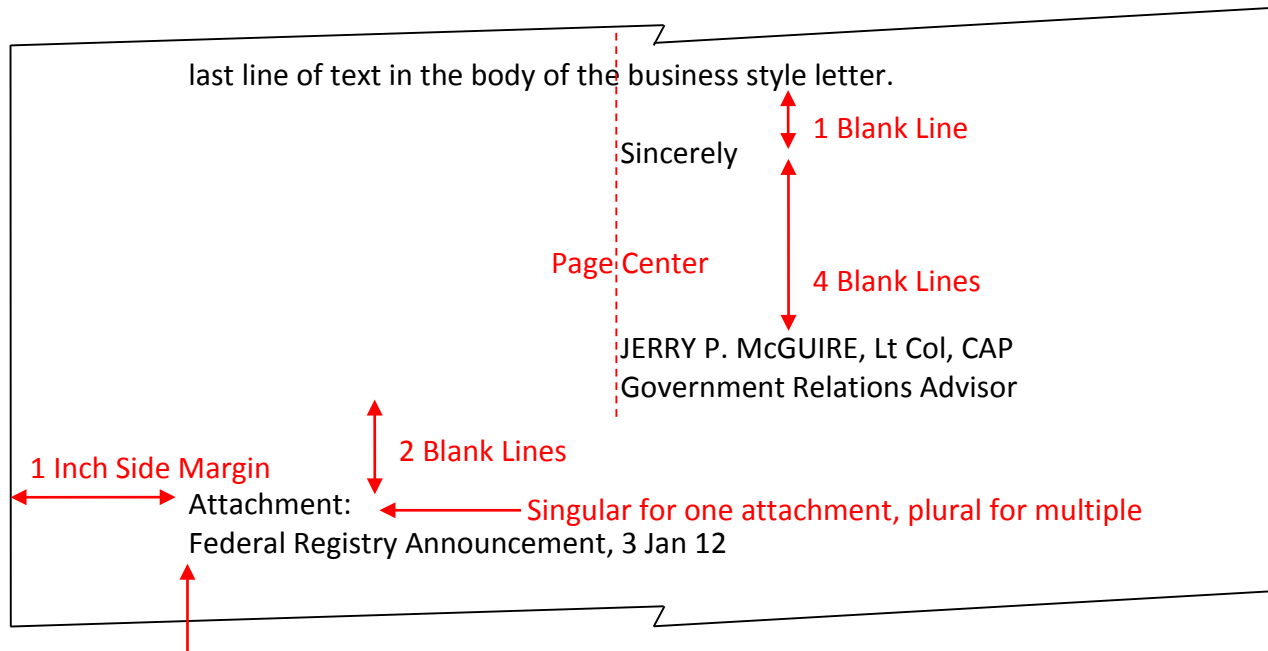 last line of text in the body of the business style letter.
1 Blank Line
Sincerely
Page Center
4 Blank Lines
JERRY P. McGUIRE, Lt Col, CAP
Government Relations Advisor
2 Blank Lines
1 Inch Side Margin
Attachment:
Singular for one attachment, plural for multiple
Federal Registry Announcement, 3 Jan 12